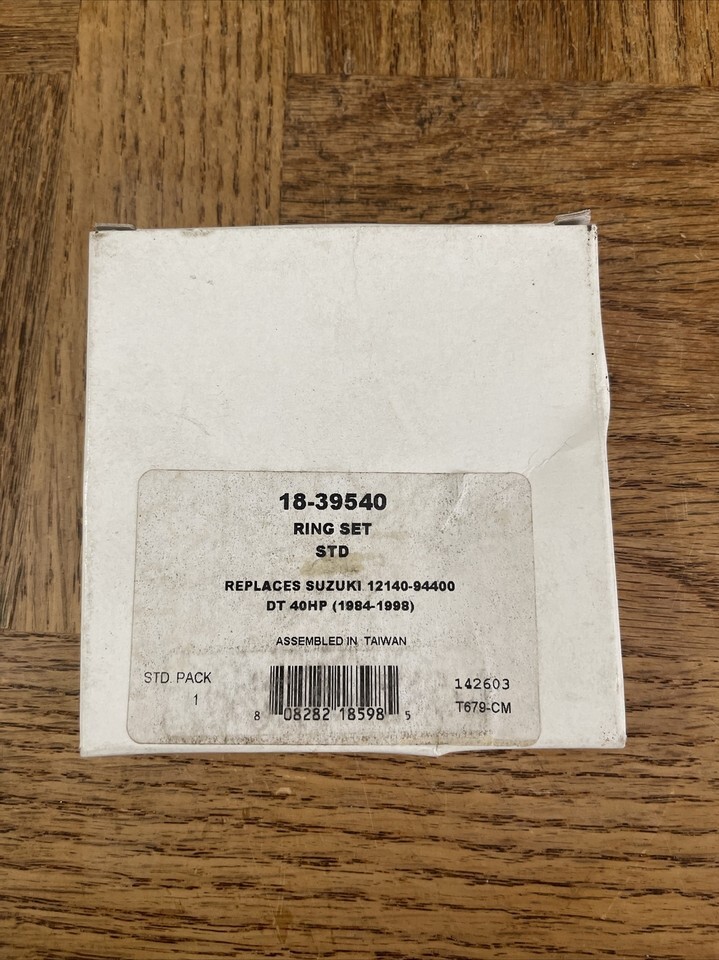 18-39540
RING SET
STD
REPLACES SUZUKI 12140-94400
DT 40HP (1984-1998)
ASSEMBLED IN TAIWAN
STD. PACK
1
8 08282 18598 5
142603
T679-CM